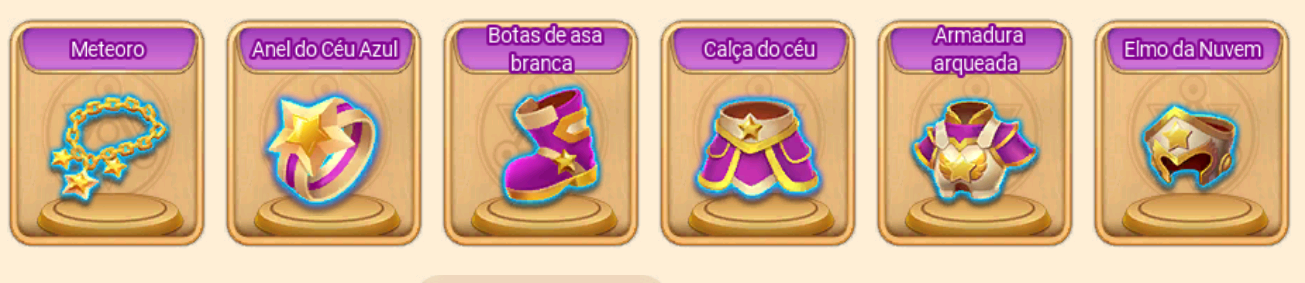 Meteoro
Anel do Céu Azul
Botas de asa
branca
Calça do céu
Armadura
arqueada
Elmo da Nuvem